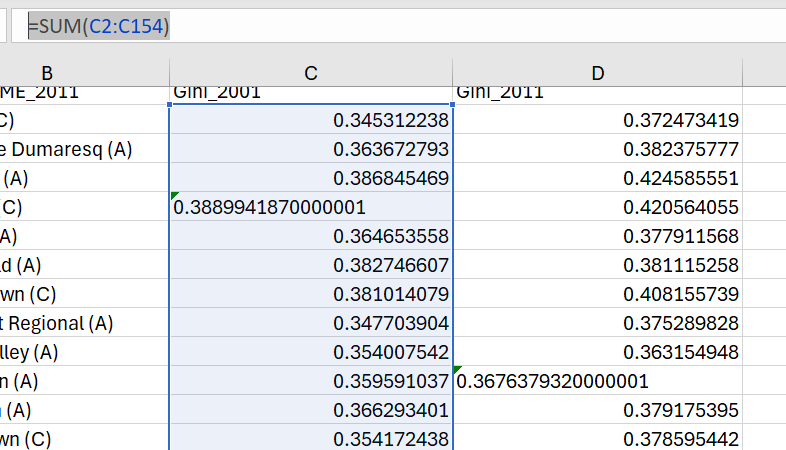 =SUM(C2:C154)
B C D
ME_2011 Gini_2001 Gini_2011
C) 0.345312238 0.372473419
e Dumaresq (A) 0.363672793 0.382375777
(A) 0.386845469 0.424585551
(C) 0.3889941870000001 0.420564055
A) 0.364653558 0.377911568
d (A) 0.382746607 0.381115258
wn (C) 0.381014079 0.408155739
t Regional (A) 0.347703904 0.375289828
lley (A) 0.354007542 0.363154948
n (A) 0.359591037 0.3676379320000001
(A) 0.366293401 0.379175395
wn (C) 0.354172438 0.378595442